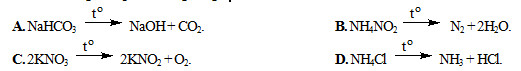 A. NaHCO₃ —t°→ NaOH + CO₂. B. NH₄NO₂ —t°→ N₂ + 2H₂O.
C. 2KNO₃ —t°→ 2KNO₂ + O₂. D. NH₄Cl —t°→ NH₃ + HCl.